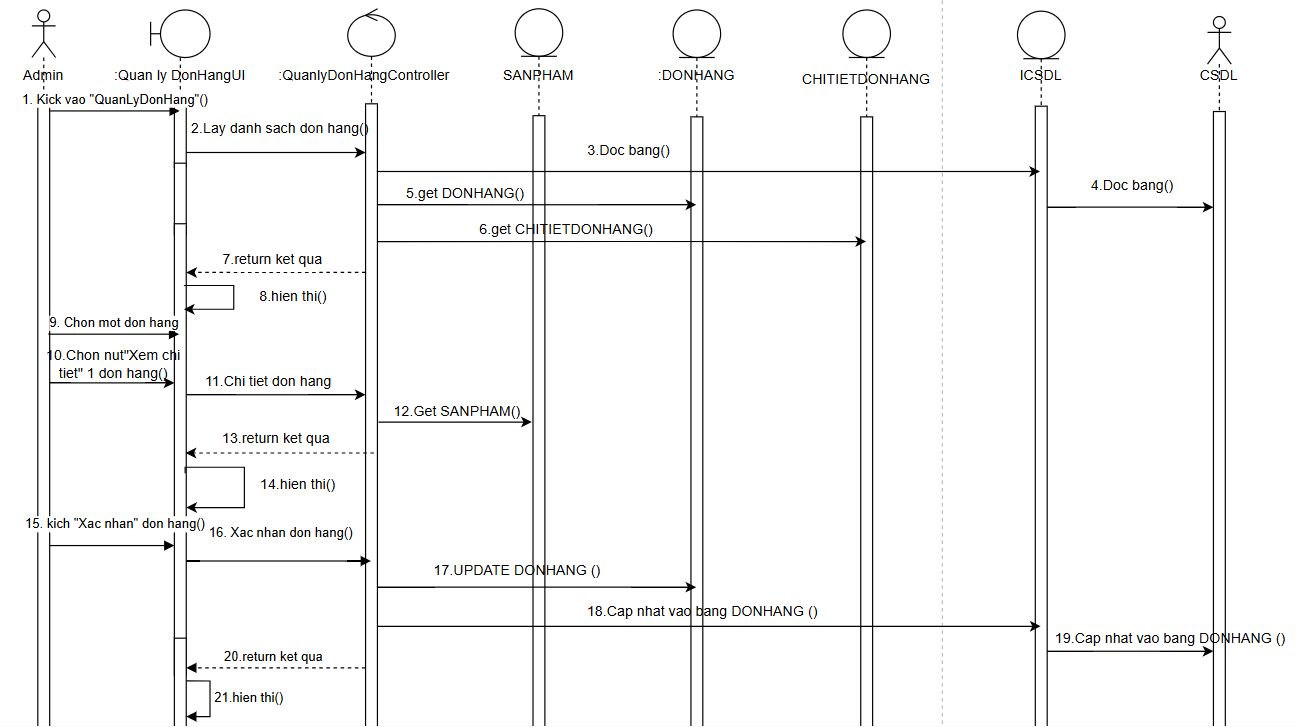 Admin
:Quan ly DonHangUI
:QuanlyDonHangController
SANPHAM
:DONHANG
CHITIETDONHANG
ICSDL
CSDL
1. Kick vao "QuanLyDonHang"()
2.Lay danh sach don hang()
3.Doc bang()
4.Doc bang()
5.get DONHANG()
6.get CHITIETDONHANG()
7.return ket qua
8.hien thi()
9. Chon mot don hang
10.Chon nut"Xem chi
tiet" 1 don hang()
11.Chi tiet don hang
12.Get SANPHAM()
13.return ket qua
14.hien thi()
15. kich "Xac nhan" don hang()
16. Xac nhan don hang()
17.UPDATE DONHANG ()
18.Cap nhat vao bang DONHANG ()
19.Cap nhat vao bang DONHANG ()
20.return ket qua
21.hien thi()